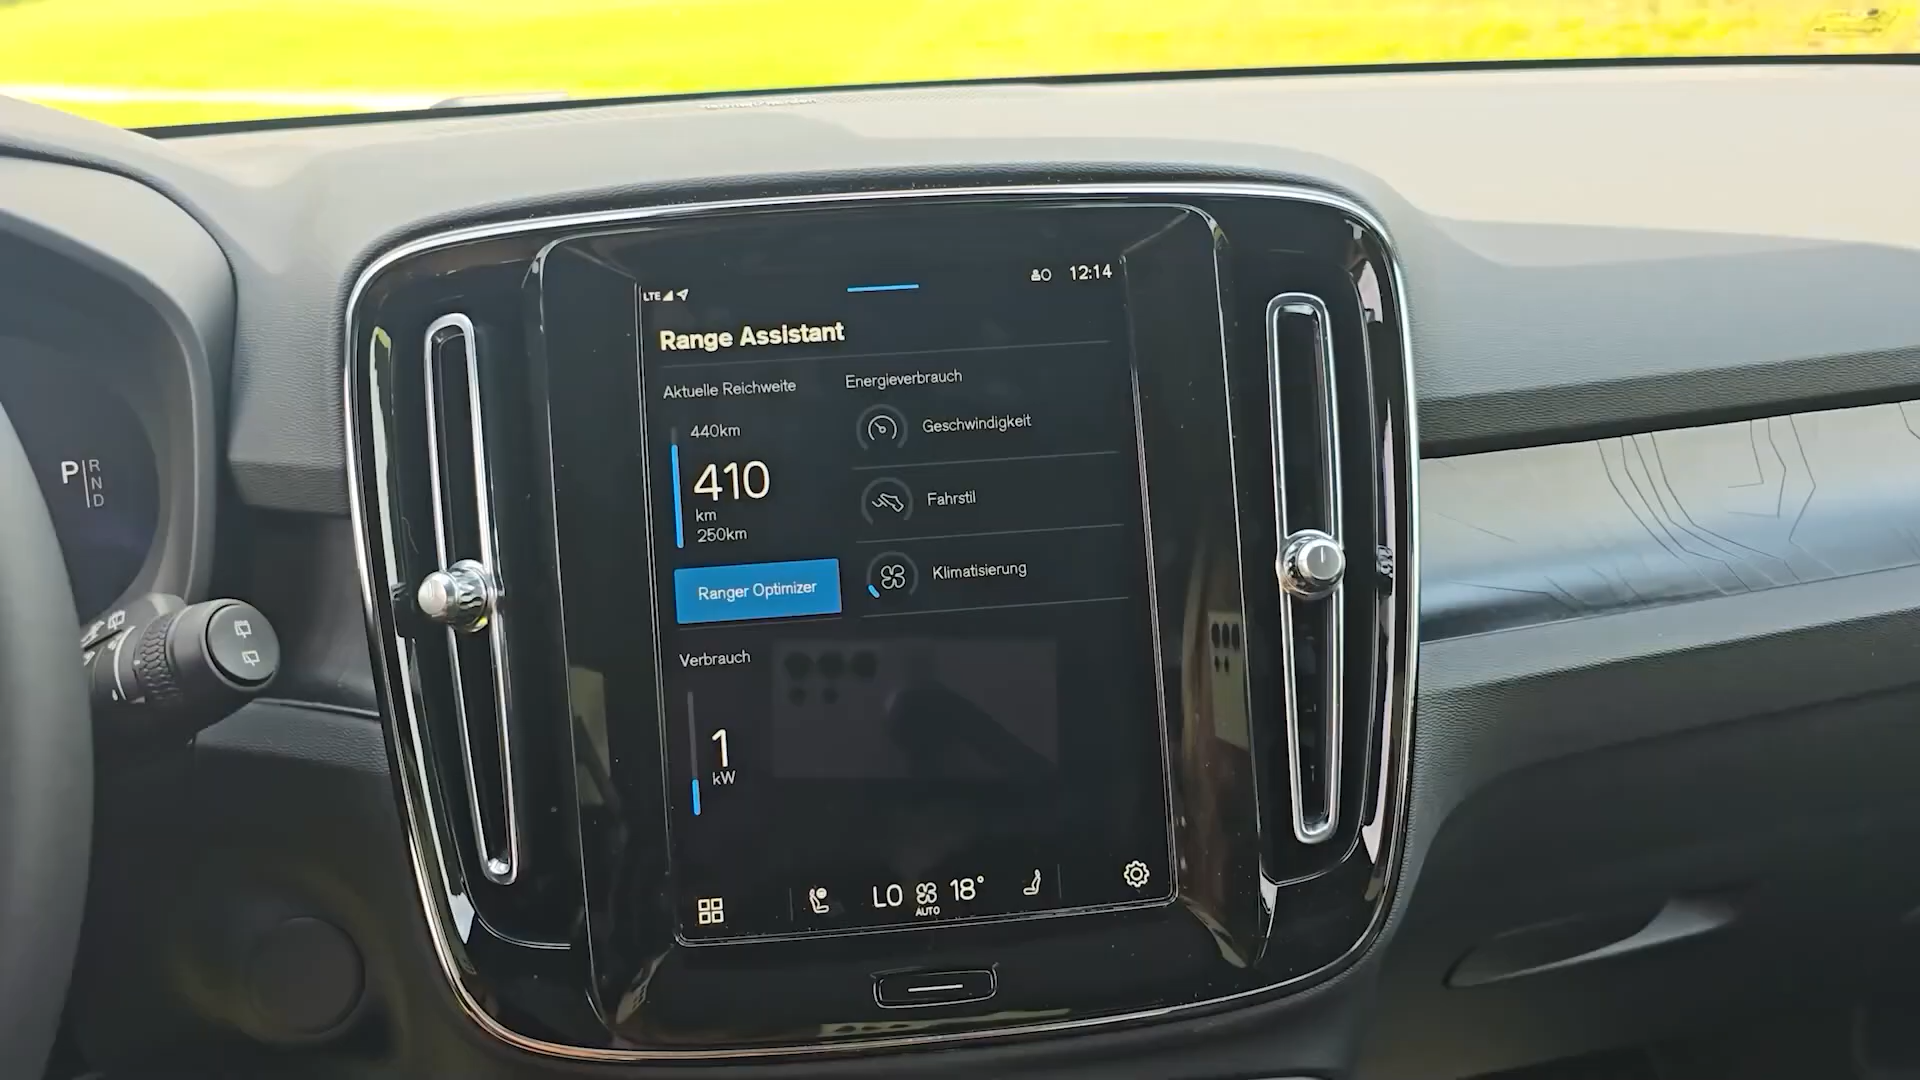 LTE
12:14
Range Assistant
Aktuelle Reichweite
440km
410
km
250km
Ranger Optimizer
Energieverbrauch
Geschwindigkeit
Fahrstil
Klimatisierung
Verbrauch
1
kW
LO
AUTO
18°
P
R
N
D